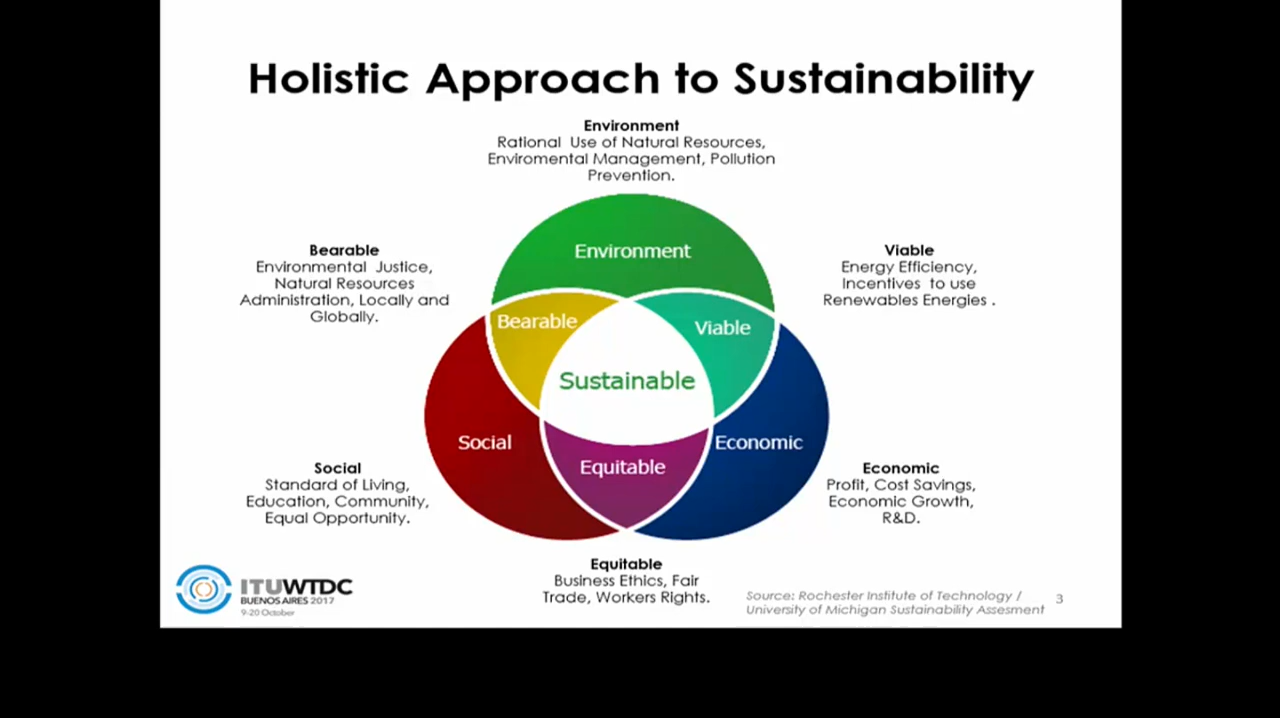 Holistic Approach to Sustainability
Environment
Rational Use of Natural Resources,
Enviromental Management, Pollution
Prevention.
Bearable
Environmental Justice,
Natural Resources
Administration, Locally and
Globally.
Viable
Energy Efficiency,
Incentives to use
Renewables Energies .
Environment
Bearable
Viable
Sustainable
Social
Economic
Equitable
Social
Standard of Living,
Education, Community,
Equal Opportunity.
Economic
Profit, Cost Savings,
Economic Growth,
R&D.
Equitable
Business Ethics, Fair
Trade, Workers Rights.
ITUWTDC
BUENOS AIRES 2017
9-20 October
Source: Rochester Institute of Technology /
University of Michigan Sustainability Assesment
3